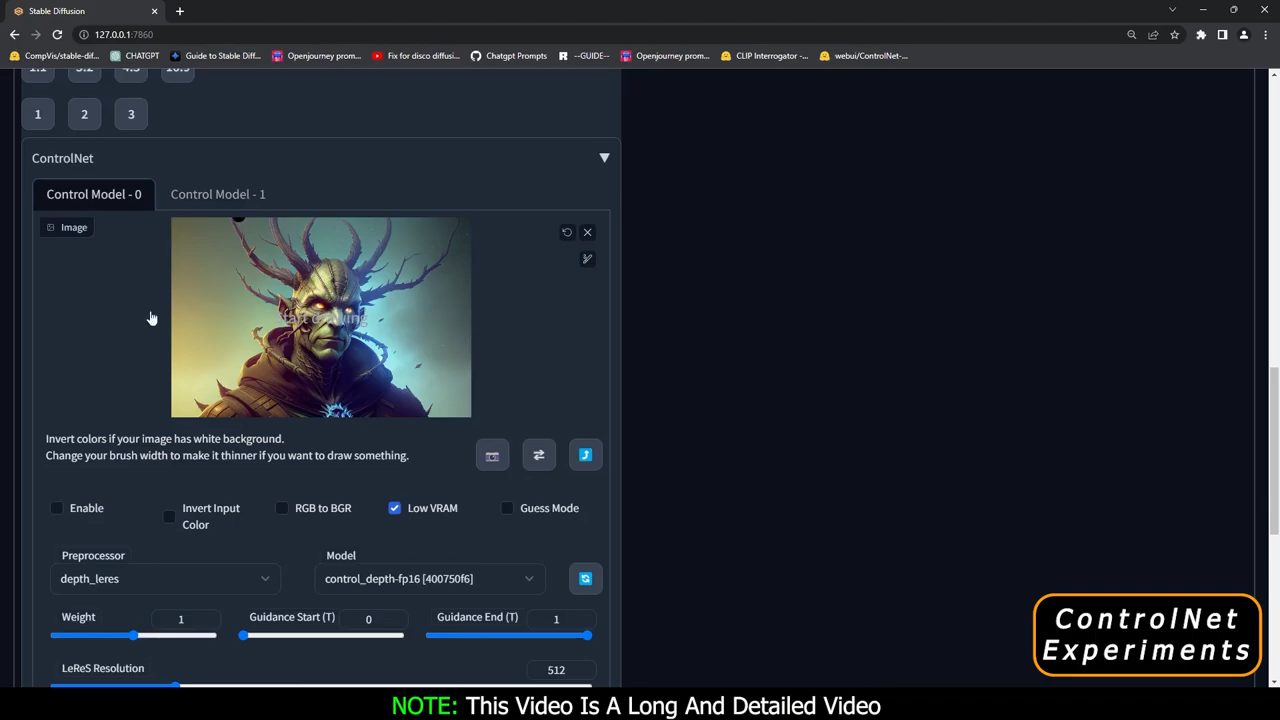 Stable Diffusion
127.0.0.1:7860
CompVis/stable-dif...
CHATGPT
Guide to Stable Diff...
Openjourney prom...
Fix for disco diffusi...
Chatgpt Prompts
--GUIDE--
Openjourney prom...
CLIP Interrogator -...
webui/ControlNet-...
1
2
3
ControlNet
Control Model - 0
Control Model - 1
Image
Start drawing
Invert colors if your image has white background.
Change your brush width to make it thinner if you want to draw something.
Enable
Invert Input
Color
RGB to BGR
Low VRAM
Guess Mode
Preprocessor
Model
depth_leres
control_depth-fp16 [400750f6]
Weight
1
Guidance Start (T)
0
Guidance End (T)
1
LeReS Resolution
512
ControlNet
Experiments
NOTE: This Video Is A Long And Detailed Video